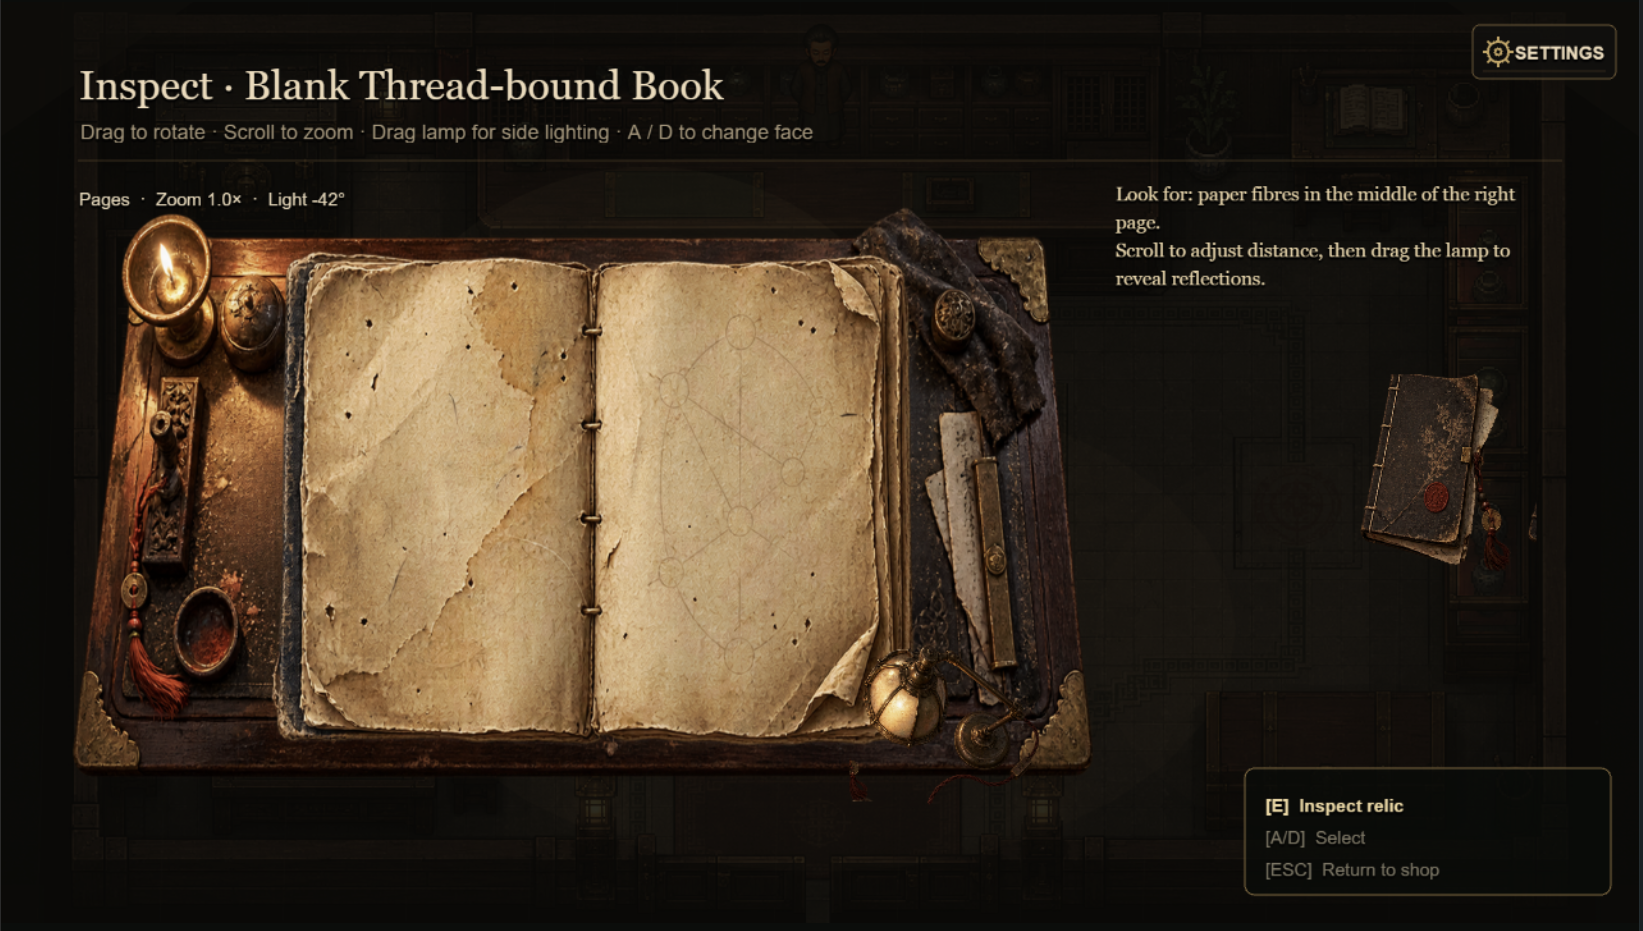 SETTINGS
Inspect · Blank Thread-bound Book
Drag to rotate · Scroll to zoom · Drag lamp for side lighting · A / D to change face
Pages · Zoom 1.0× · Light -42°
Look for: paper fibres in the middle of the right
page.
Scroll to adjust distance, then drag the lamp to
reveal reflections.
[E] Inspect relic
[A/D] Select
[ESC] Return to shop